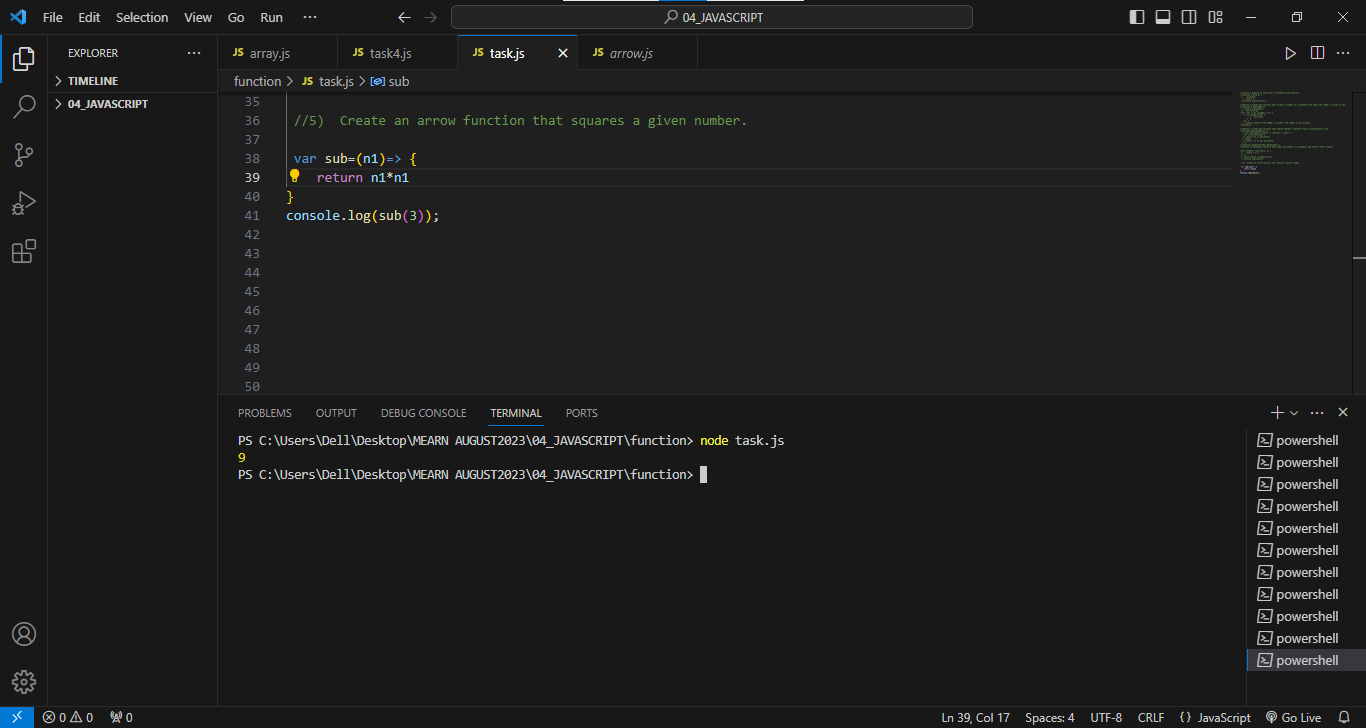 File Edit Selection View Go Run ··· 04_JAVASCRIPT
EXPLORER ···
TIMELINE
04_JAVASCRIPT
JS array.js JS task4.js JS task.js JS arrow.js
function > JS task.js > sub
35
36 //5)  Create an arrow function that squares a given number.
37
38 var sub=(n1)=> {
39 return n1*n1
40 }
41 console.log(sub(3));
42
43
44
45
46
47
48
49
50
PROBLEMS OUTPUT DEBUG CONSOLE TERMINAL PORTS
PS C:\Users\Dell\Desktop\MEARN AUGUST2023\04_JAVASCRIPT\function> node task.js
9
PS C:\Users\Dell\Desktop\MEARN AUGUST2023\04_JAVASCRIPT\function>
powershell
powershell
powershell
powershell
powershell
powershell
powershell
powershell
powershell
powershell
powershell
0 0 0 Ln 39, Col 17 Spaces: 4 UTF-8 CRLF {} JavaScript Go Live